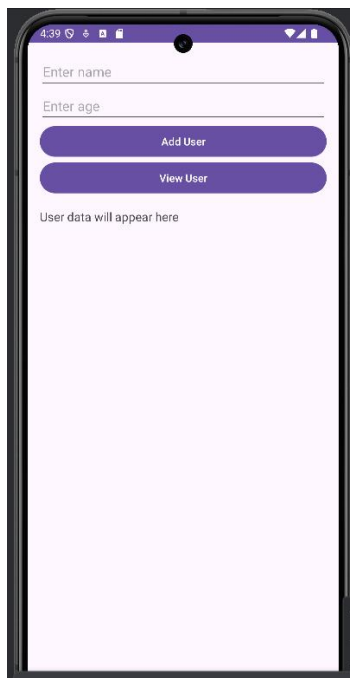 4:39
Enter name
Enter age
Add User
View User
User data will appear here